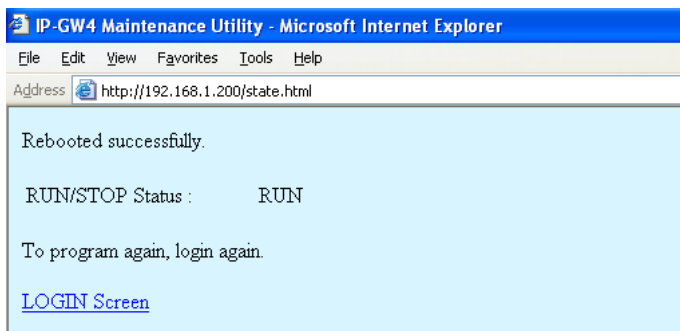 IP-GW4 Maintenance Utility - Microsoft Internet Explorer
File Edit View Favorites Tools Help
Address http://192.168.1.200/state.html
Rebooted successfully.
RUN/STOP Status : RUN
To program again, login again.
LOGIN Screen